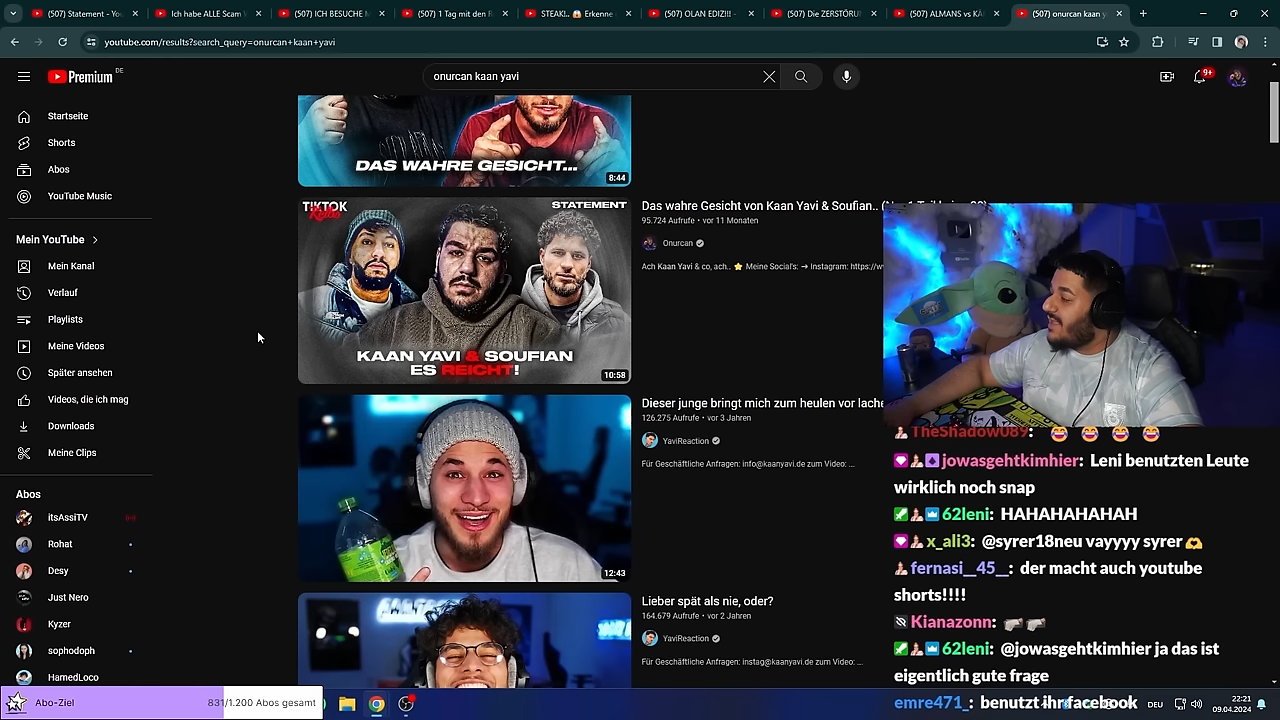 (507) Statement - You
Ich habe ALLE Scam
(507) ICH BESUCHE M
(507) 1 Tag mit den R
STEAK!.. 😱 Erkenne
(507) OLAN EDIZ!!! -
(507) Die ZERSTÖRU
(507) ALMANS vs KA
(507) onurcan kaan y
youtube.com/results?search_query=onurcan+kaan+yavi
Premium DE
onurcan kaan yavi
9+
Startseite
Shorts
Abos
YouTube Music
Mein YouTube
Mein Kanal
Verlauf
Playlists
Meine Videos
Später ansehen
Videos, die ich mag
Downloads
Meine Clips
Abos
itsAssiTV
Rohat
Desy
Just Nero
Kyzer
sophodoph
HamedLoco
DAS WAHRE GESICHT...
8:44
TIKTOK
STATEMENT
KAAN YAVI & SOUFIAN
ES REICHT!
10:58
Das wahre Gesicht von Kaan Yavi & Soufian..
95.724 Aufrufe • vor 11 Monaten
Onurcan
Ach Kaan Yavi & co, ach.. ⭐ Meine Social's: ➔ Instagram: https://w
12:43
Dieser junge bringt mich zum heulen vor lache
126.275 Aufrufe • vor 3 Jahren
YaviReaction
Für Geschäftliche Anfragen: info@kaanyavi.de zum Video: ...
Lieber spät als nie, oder?
164.679 Aufrufe • vor 2 Jahren
YaviReaction
Für Geschäftliche Anfragen: instag@kaanyavi.de zum Video: ...
TheShadow089: 😂 😂 😂 😂
jowasgehtkimhier: Leni benutzten Leute
wirklich noch snap
62leni: HAHAHAHAHAH
x_ali3: @syrer18neu vayyyy syrer 🫶
fernasi__45__: der macht auch youtube
shorts!!!!
Kianazonn:
62leni: @jowasgehtkimhier ja das ist
eigentlich gute frage
emre471_: benutzt ihr facebook
Abo-Ziel
831/1.200 Abos gesamt
DEU
22:21
09.04.2024